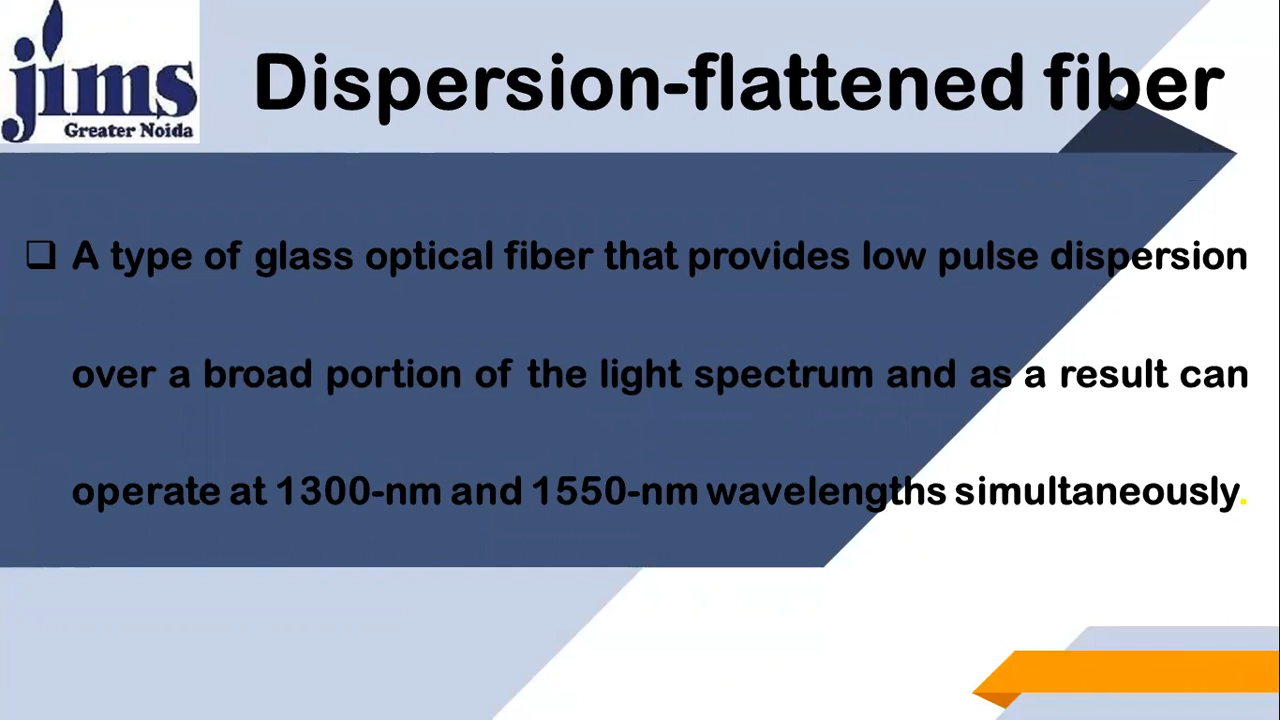 jims
Greater Noida
Dispersion-flattened fiber
❑ A type of glass optical fiber that provides low pulse dispersion
over a broad portion of the light spectrum and as a result can
operate at 1300-nm and 1550-nm wavelengths simultaneously.